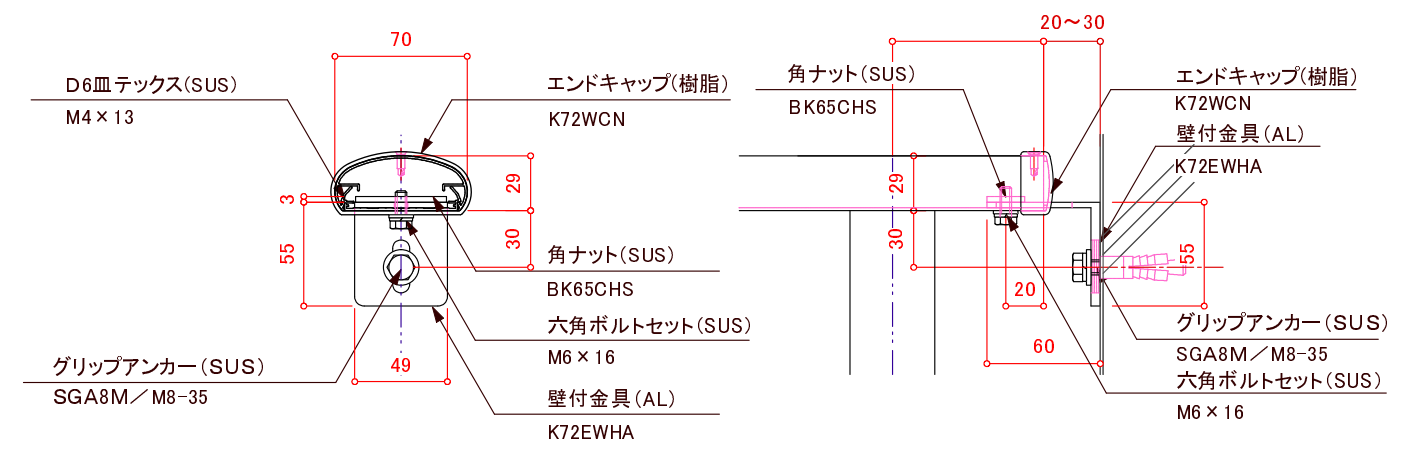 70
D6皿テックス(SUS)
M4×13
エンドキャップ(樹脂)
K72WCN
3
55
29
30
角ナット(SUS)
BK65CHS
六角ボルトセット(SUS)
M6×16
グリップアンカー(SUS)
SGA8M/M8-35
49
壁付金具(AL)
K72EWHA
20～30
角ナット(SUS)
BK65CHS
エンドキャップ(樹脂)
K72WCN
壁付金具(AL)
K72EWHA
29
30
55
20
60
グリップアンカー(SUS)
SGA8M/M8-35
六角ボルトセット(SUS)
M6×16